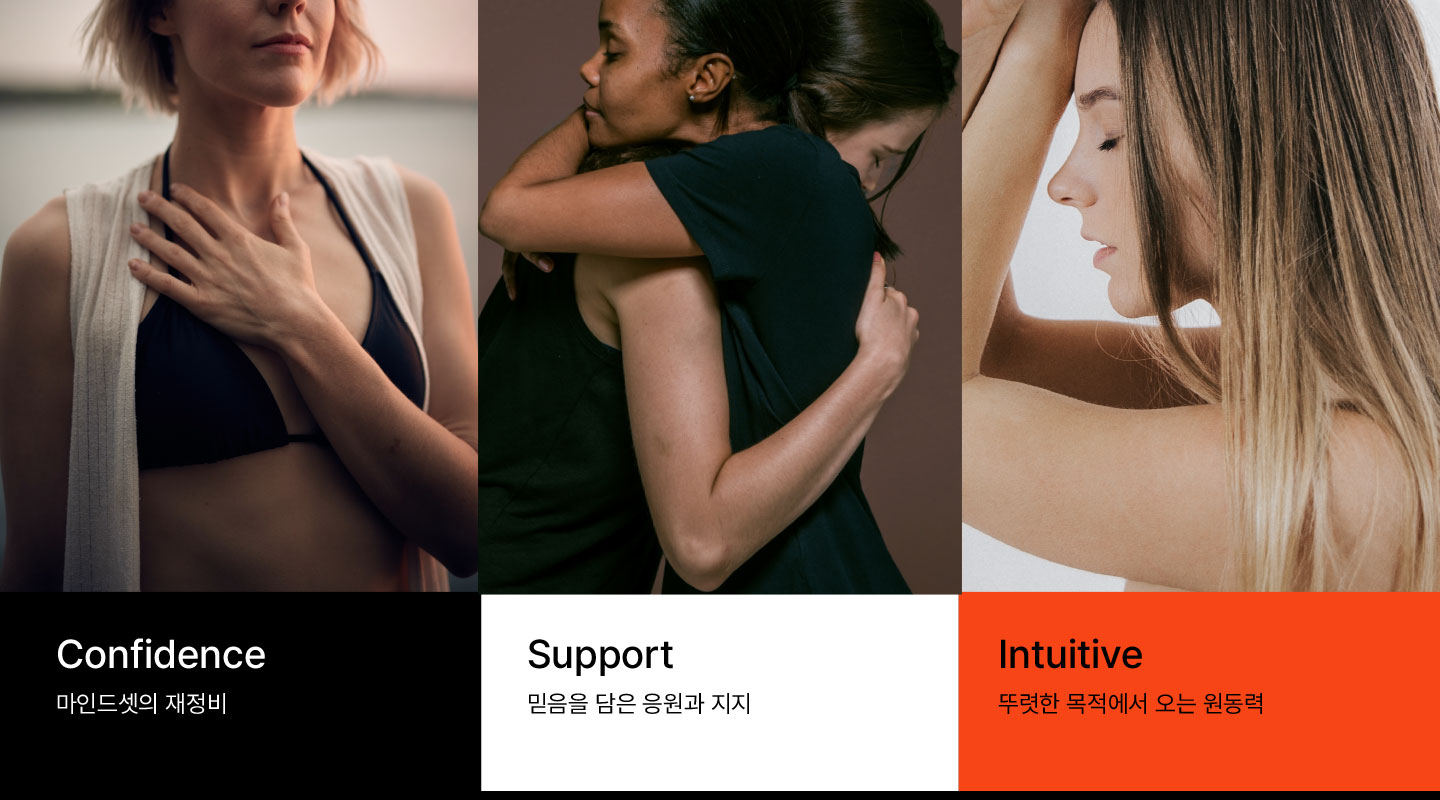 Confidence
마인드셋의 재정비
Support
믿음을 담은 응원과 지지
Intuitive
뚜렷한 목적에서 오는 원동력